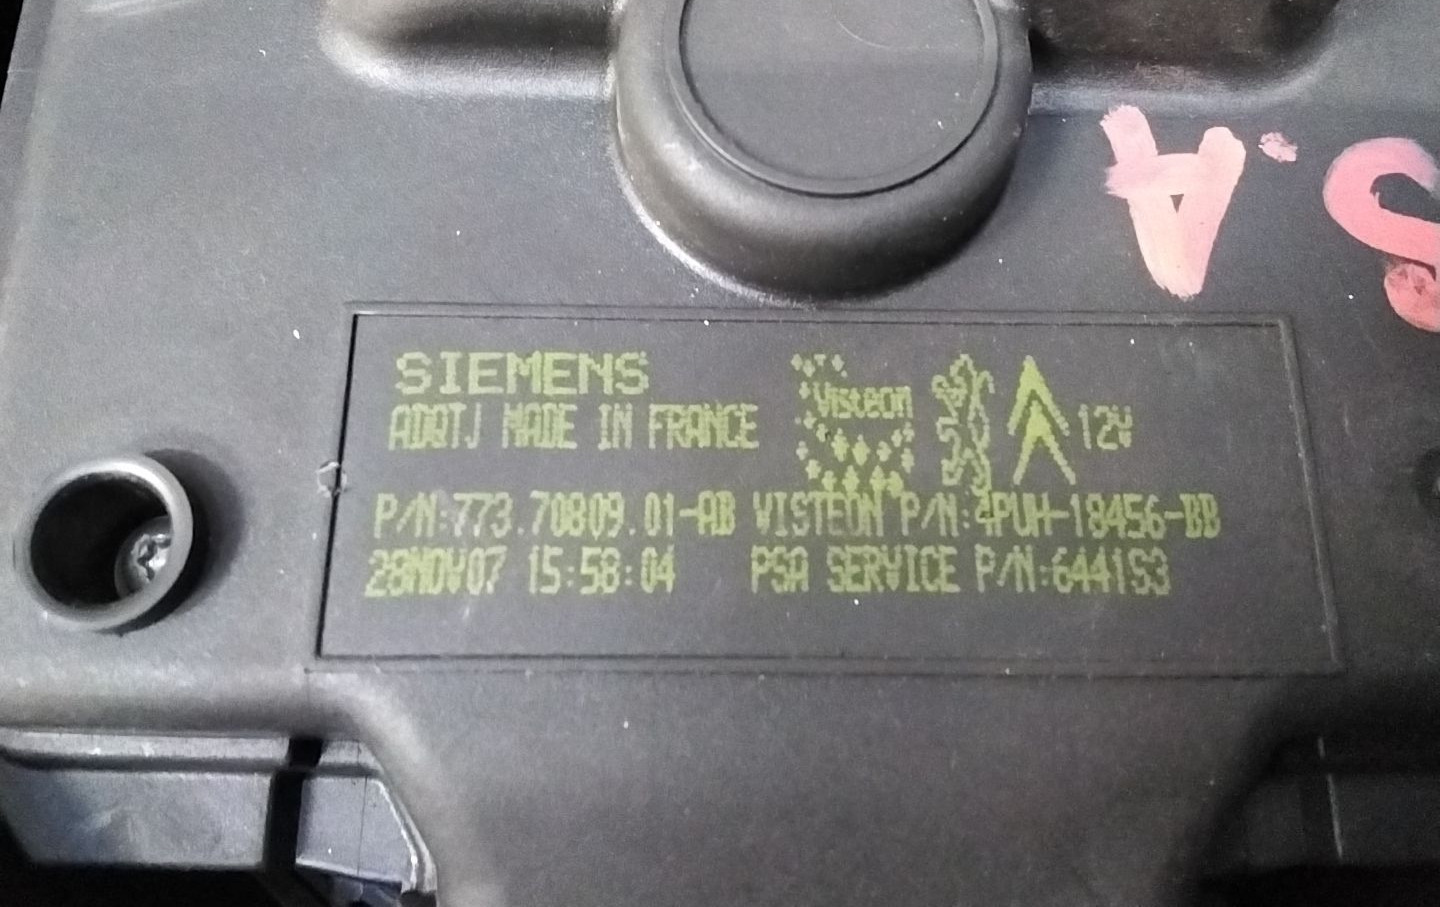 S.A
SIEMENS
ADQTJ MADE IN FRANCE
Visteon
12V
P/N:773.70809.01-AB VISTEON P/N:4PUH-18456-BB
28NOV07 15:58:04 PSA SERVICE P/N:6441S3